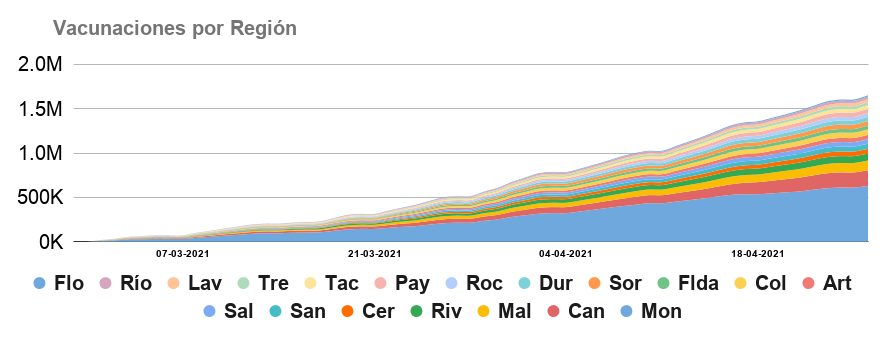 Vacunaciones por Región
2.0M
1.5M
1.0M
500K
0K
07-03-2021 21-03-2021 04-04-2021 18-04-2021
Flo Río Lav Tre Tac Pay Roc Dur Sor Flda Col Art
Sal San Cer Riv Mal Can Mon